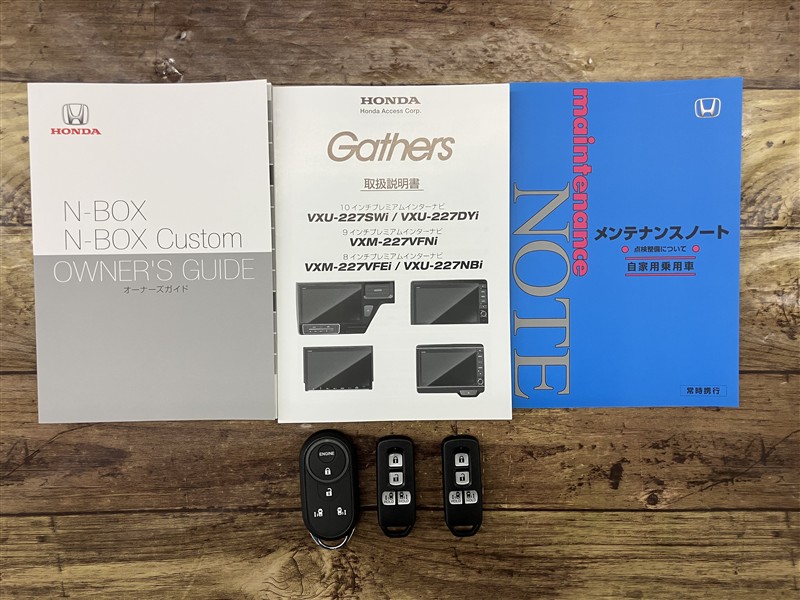 HONDA
N-BOX
N-BOX Custom
OWNER'S GUIDE
オーナーズガイド
HONDA
Honda Access Corp.
Gathers
取扱説明書
10インチプレミアムインターナビ
VXU-227SWi / VXU-227DYi
9インチプレミアムインターナビ
VXM-227VFNi
8インチプレミアムインターナビ
VXM-227VFEi / VXU-227NBi
maintenance
NOTE
メンテナンスノート
点検整備について
自家用乗用車
常時携行
ENGINE
HOLD
HOLD